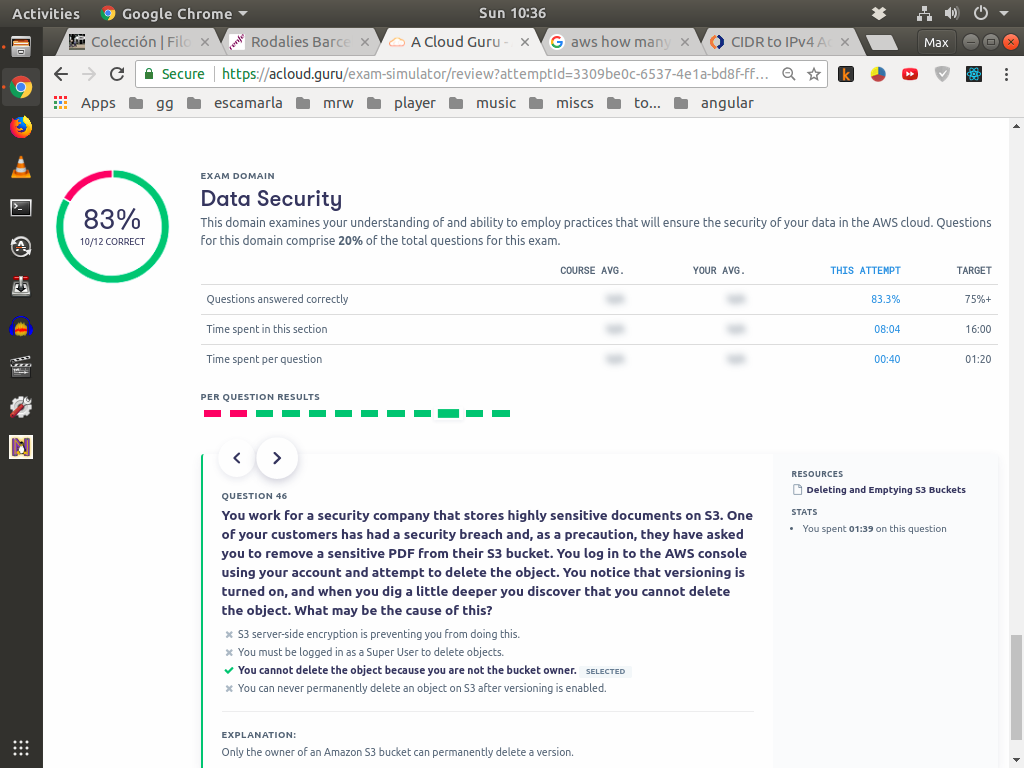 Activities Google Chrome Sun 10:36
Colección | Filo Rodalies Barce A Cloud Guru - aws how many CIDR to IPv4 Ad Max
Secure https://acloud.guru/exam-simulator/review?attemptId=3309be0c-6537-4e1a-bd8f-ff...
Apps gg escamarla mrw player music miscs to... angular
83%
10/12 CORRECT
EXAM DOMAIN
Data Security
This domain examines your understanding of and ability to employ practices that will ensure the security of your data in the AWS cloud. Questions
for this domain comprise 20% of the total questions for this exam.
COURSE AVG. YOUR AVG. THIS ATTEMPT TARGET
Questions answered correctly 83.3% 75%+
Time spent in this section 08:04 16:00
Time spent per question 00:40 01:20
PER QUESTION RESULTS
QUESTION 46
You work for a security company that stores highly sensitive documents on S3. One
of your customers has had a security breach and, as a precaution, they have asked
you to remove a sensitive PDF from their S3 bucket. You log in to the AWS console
using your account and attempt to delete the object. You notice that versioning is
turned on, and when you dig a little deeper you discover that you cannot delete
the object. What may be the cause of this?
S3 server-side encryption is preventing you from doing this.
You must be logged in as a Super User to delete objects.
You cannot delete the object because you are not the bucket owner. SELECTED
You can never permanently delete an object on S3 after versioning is enabled.
EXPLANATION:
Only the owner of an Amazon S3 bucket can permanently delete a version.
RESOURCES
Deleting and Emptying S3 Buckets
STATS
• You spent 01:39 on this question